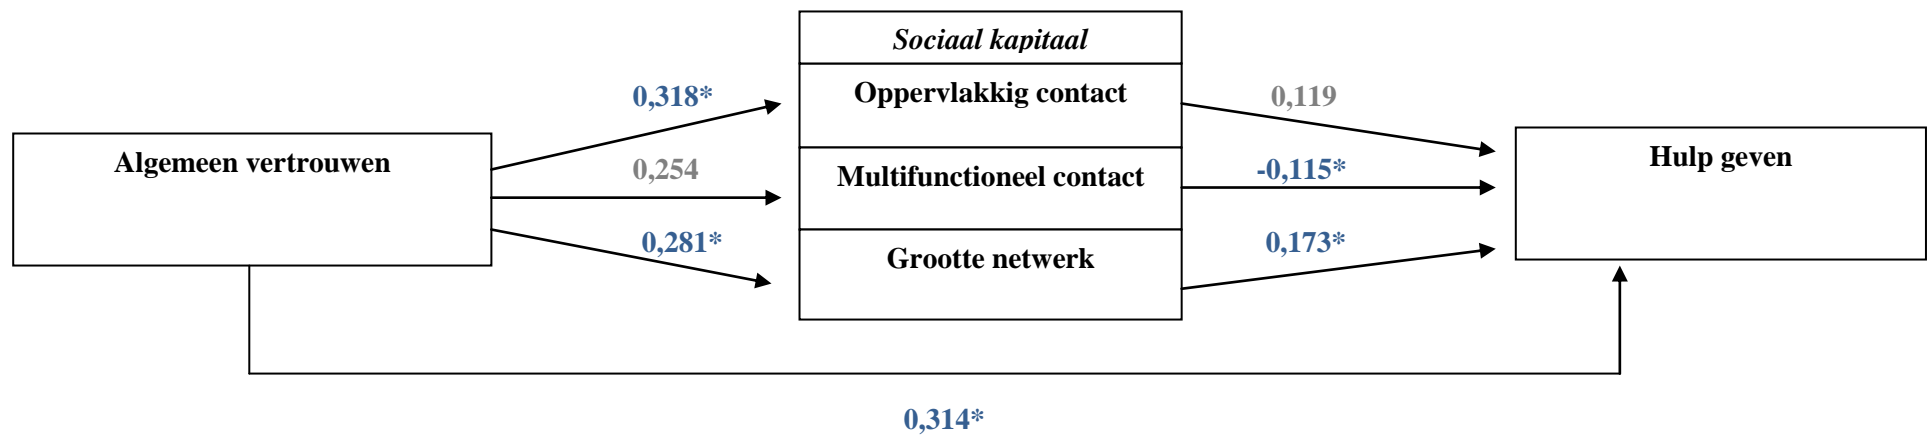 Sociaal kapitaal
Oppervlakkig contact
0,318*
0,119
Algemeen vertrouwen
Hulp geven
0,254
Multifunctioneel contact
-0,115*
0,281*
Grootte netwerk
0,173*
0,314*